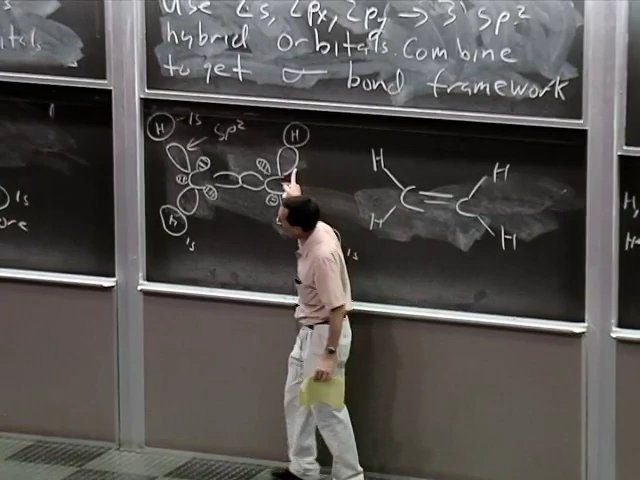 Use 2s, 2px, 2py → 3 sp²
hybrid orbitals. Combine
to get σ bond framework
H -1s
sp²
H
H
1s
1s
H H
C=C
H H
1s